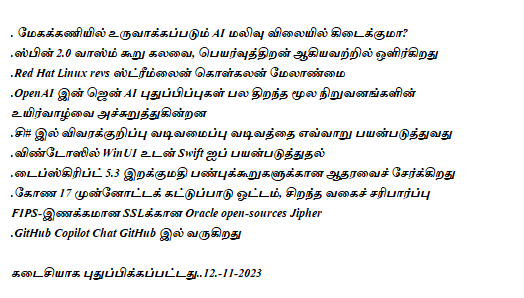 . மேகக்கணியில் உருவாக்கப்படும் AI மலிவு விலையில் கிடைக்குமா?
.ஸ்பின் 2.0 வாஸ்ம் கூறு கலவை, பெயர்வுத்திறன் ஆகியவற்றில் ஒளிர்கிறது
.Red Hat Linux revs ஸ்ட்ரீம்லைன் கொள்கலன் மேலாண்மை
.OpenAI இன் ஜென் AI புதுப்பிப்புகள் பல திறந்த மூல நிறுவனங்களின்
உயிர்வாழ்வை அச்சுறுத்துகின்றன
.சி# இல் விவரக்குறிப்பு வடிவமைப்பு வடிவத்தை எவ்வாறு பயன்படுத்துவது
.விண்டோஸில் WinUI உடன் Swift ஐப் பயன்படுத்துதல்
.டைப்ஸ்கிரிப்ட் 5.3 இறக்குமதி பண்புக்கூறுகளுக்கான ஆதரவைச் சேர்க்கிறது
.கோண 17 முன்னோட்டக் கட்டுப்பாடு ஓட்டம், சிறந்த வகைச் சரிபார்ப்பு
FIPS-இணக்கமான SSLக்கான Oracle open-sources Jipher
.GitHub Copilot Chat GitHub இல் வருகிறது
கடைசியாக புதுப்பிக்கப்பட்டது..12.-11-2023